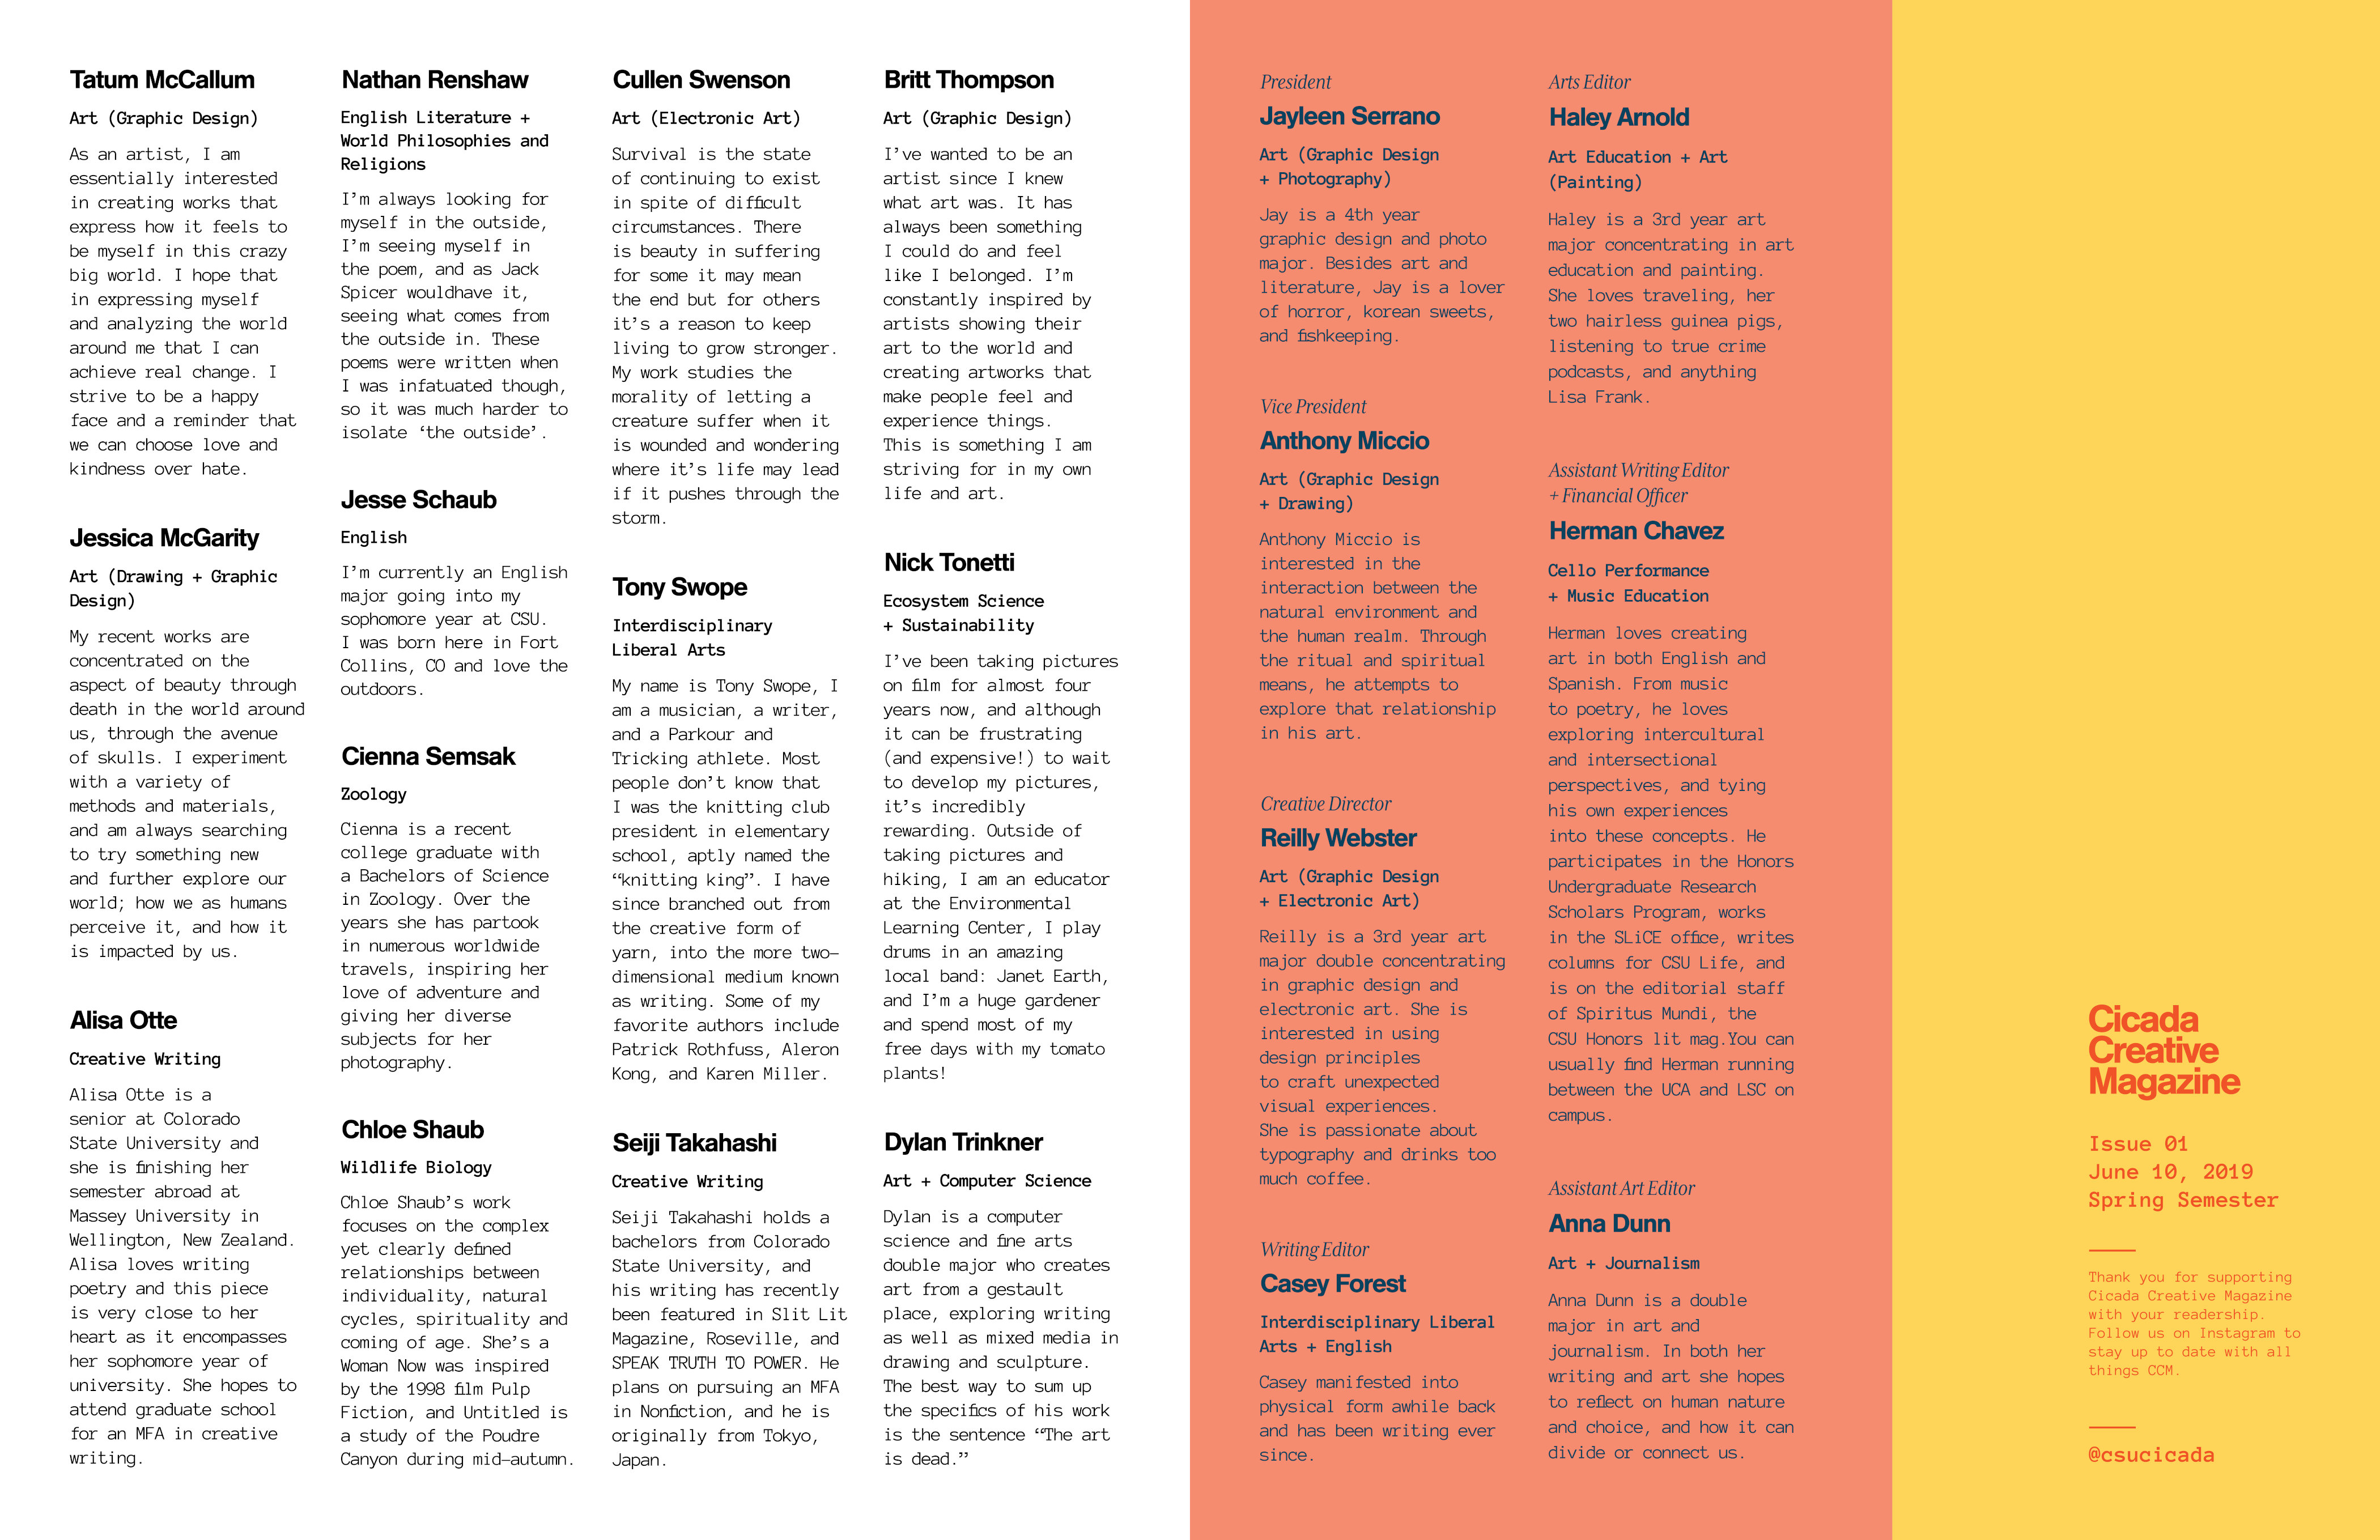 Tatum McCallum
Art (Graphic Design)
As an artist, I am
essentially interested
in creating works that
express how it feels to
be myself in this crazy
big world. I hope that
in expressing myself
and analyzing the world
around me that I can
achieve real change. I
strive to be a happy
face and a reminder that
we can choose love and
kindness over hate.
Jessica McGarity
Art (Drawing + Graphic
Design)
My recent works are
concentrated on the
aspect of beauty through
death in the world around
us, through the avenue
of skulls. I experiment
with a variety of
methods and materials,
and am always searching
to try something new
and further explore our
world; how we as humans
perceive it, and how it
is impacted by us.
Alisa Otte
Creative Writing
Alisa Otte is a
senior at Colorado
State University and
she is finishing her
semester abroad at
Massey University in
Wellington, New Zealand.
Alisa loves writing
poetry and this piece
is very close to her
heart as it encompasses
her sophomore year of
university. She hopes to
attend graduate school
for an MFA in creative
writing.
Nathan Renshaw
English Literature +
World Philosophies and
Religions
I’m always looking for
myself in the outside,
I’m seeing myself in
the poem, and as Jack
Spicer wouldhave it,
seeing what comes from
the outside in. These
poems were written when
I was infatuated though,
so it was much harder to
isolate ‘the outside’.
Jesse Schaub
English
I’m currently an English
major going into my
sophomore year at CSU.
I was born here in Fort
Collins, CO and love the
outdoors.
Cienna Semsak
Zoology
Cienna is a recent
college graduate with
a Bachelors of Science
in Zoology. Over the
years she has partook
in numerous worldwide
travels, inspiring her
love of adventure and
giving her diverse
subjects for her
photography.
Chloe Shaub
Wildlife Biology
Chloe Shaub’s work
focuses on the complex
yet clearly defined
relationships between
individuality, natural
cycles, spirituality and
coming of age. She’s a
Woman Now was inspired
by the 1998 film Pulp
Fiction, and Untitled is
a study of the Poudre
Canyon during mid-autumn.
Cullen Swenson
Art (Electronic Art)
Survival is the state
of continuing to exist
in spite of difficult
circumstances. There
is beauty in suffering
for some it may mean
the end but for others
it’s a reason to keep
living to grow stronger.
My work studies the
morality of letting a
creature suffer when it
is wounded and wondering
where it’s life may lead
if it pushes through the
storm.
Tony Swope
Interdisciplinary
Liberal Arts
My name is Tony Swope, I
am a musician, a writer,
and a Parkour and
Tricking athlete. Most
people don’t know that
I was the knitting club
president in elementary
school, aptly named the
“knitting king”. I have
since branched out from
the creative form of
yarn, into the more two-
dimensional medium known
as writing. Some of my
favorite authors include
Patrick Rothfuss, Aleron
Kong, and Karen Miller.
Seiji Takahashi
Creative Writing
Seiji Takahashi holds a
bachelors from Colorado
State University, and
his writing has recently
been featured in Slit Lit
Magazine, Roseville, and
SPEAK TRUTH TO POWER. He
plans on pursuing an MFA
in Nonfiction, and he is
originally from Tokyo,
Japan.
Britt Thompson
Art (Graphic Design)
I’ve wanted to be an
artist since I knew
what art was. It has
always been something
I could do and feel
like I belonged. I’m
constantly inspired by
artists showing their
art to the world and
creating artworks that
make people feel and
experience things.
This is something I am
striving for in my own
life and art.
Nick Tonetti
Ecosystem Science
+ Sustainability
I’ve been taking pictures
on film for almost four
years now, and although
it can be frustrating
(and expensive!) to wait
to develop my pictures,
it’s incredibly
rewarding. Outside of
taking pictures and
hiking, I am an educator
at the Environmental
Learning Center, I play
drums in an amazing
local band: Janet Earth,
and I’m a huge gardener
and spend most of my
free days with my tomato
plants!
Dylan Trinkner
Art + Computer Science
Dylan is a computer
science and fine arts
double major who creates
art from a gestault
place, exploring writing
as well as mixed media in
drawing and sculpture.
The best way to sum up
the specifics of his work
is the sentence “The art
is dead.”
President
Jayleen Serrano
Art (Graphic Design
+ Photography)
Jay is a 4th year
graphic design and photo
major. Besides art and
literature, Jay is a lover
of horror, korean sweets,
and fishkeeping.
Vice President
Anthony Miccio
Art (Graphic Design
+ Drawing)
Anthony Miccio is
interested in the
interaction between the
natural environment and
the human realm. Through
the ritual and spiritual
means, he attempts to
explore that relationship
in his art.
Creative Director
Reilly Webster
Art (Graphic Design
+ Electronic Art)
Reilly is a 3rd year art
major double concentrating
in graphic design and
electronic art. She is
interested in using
design principles
to craft unexpected
visual experiences.
She is passionate about
typography and drinks too
much coffee.
Writing Editor
Casey Forest
Interdisciplinary Liberal
Arts + English
Casey manifested into
physical form awhile back
and has been writing ever
since.
Arts Editor
Haley Arnold
Art Education + Art
(Painting)
Haley is a 3rd year art
major concentrating in art
education and painting.
She loves traveling, her
two hairless guinea pigs,
listening to true crime
podcasts, and anything
Lisa Frank.
Assistant Writing Editor
+ Financial Officer
Herman Chavez
Cello Performance
+ Music Education
Herman loves creating
art in both English and
Spanish. From music
to poetry, he loves
exploring intercultural
and intersectional
perspectives, and tying
his own experiences
into these concepts. He
participates in the Honors
Undergraduate Research
Scholars Program, works
in the SLiCE office, writes
columns for CSU Life, and
is on the editorial staff
of Spiritus Mundi, the
CSU Honors lit mag.You can
usually find Herman running
between the UCA and LSC on
campus.
Assistant Art Editor
Anna Dunn
Art + Journalism
Anna Dunn is a double
major in art and
journalism. In both her
writing and art she hopes
to reflect on human nature
and choice, and how it can
divide or connect us.
Cicada
Creative
Magazine
Issue 01
June 10, 2019
Spring Semester
Thank you for supporting
Cicada Creative Magazine
with your readership.
Follow us on Instagram to
stay up to date with all
things CCM.
@csucicada